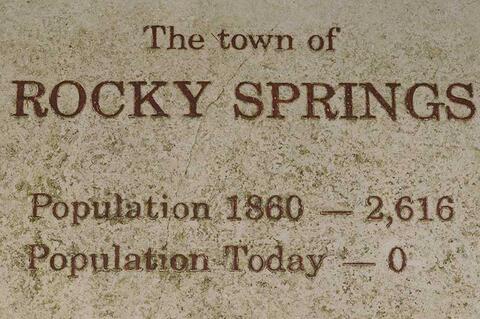 The town of
ROCKY SPRINGS
Population 1860 — 2,616
Population Today — 0